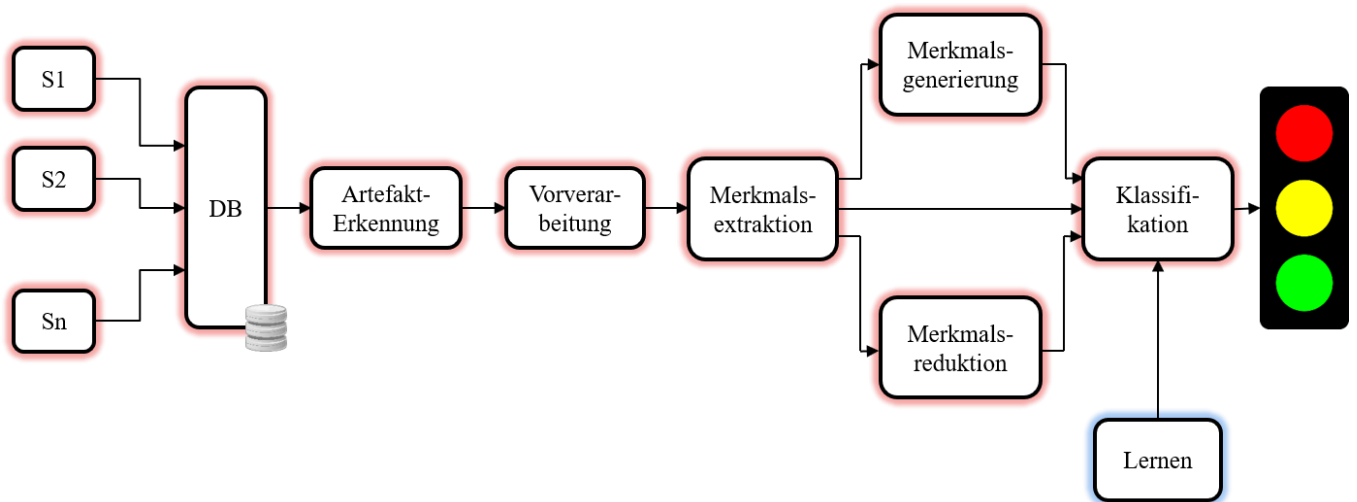 S1
S2
Sn
DB
Artefakt-
Erkennung
Vorverar-
beitung
Merkmals-
extraktion
Merkmals-
generierung
Merkmals-
reduktion
Klassifi-
kation
Lernen